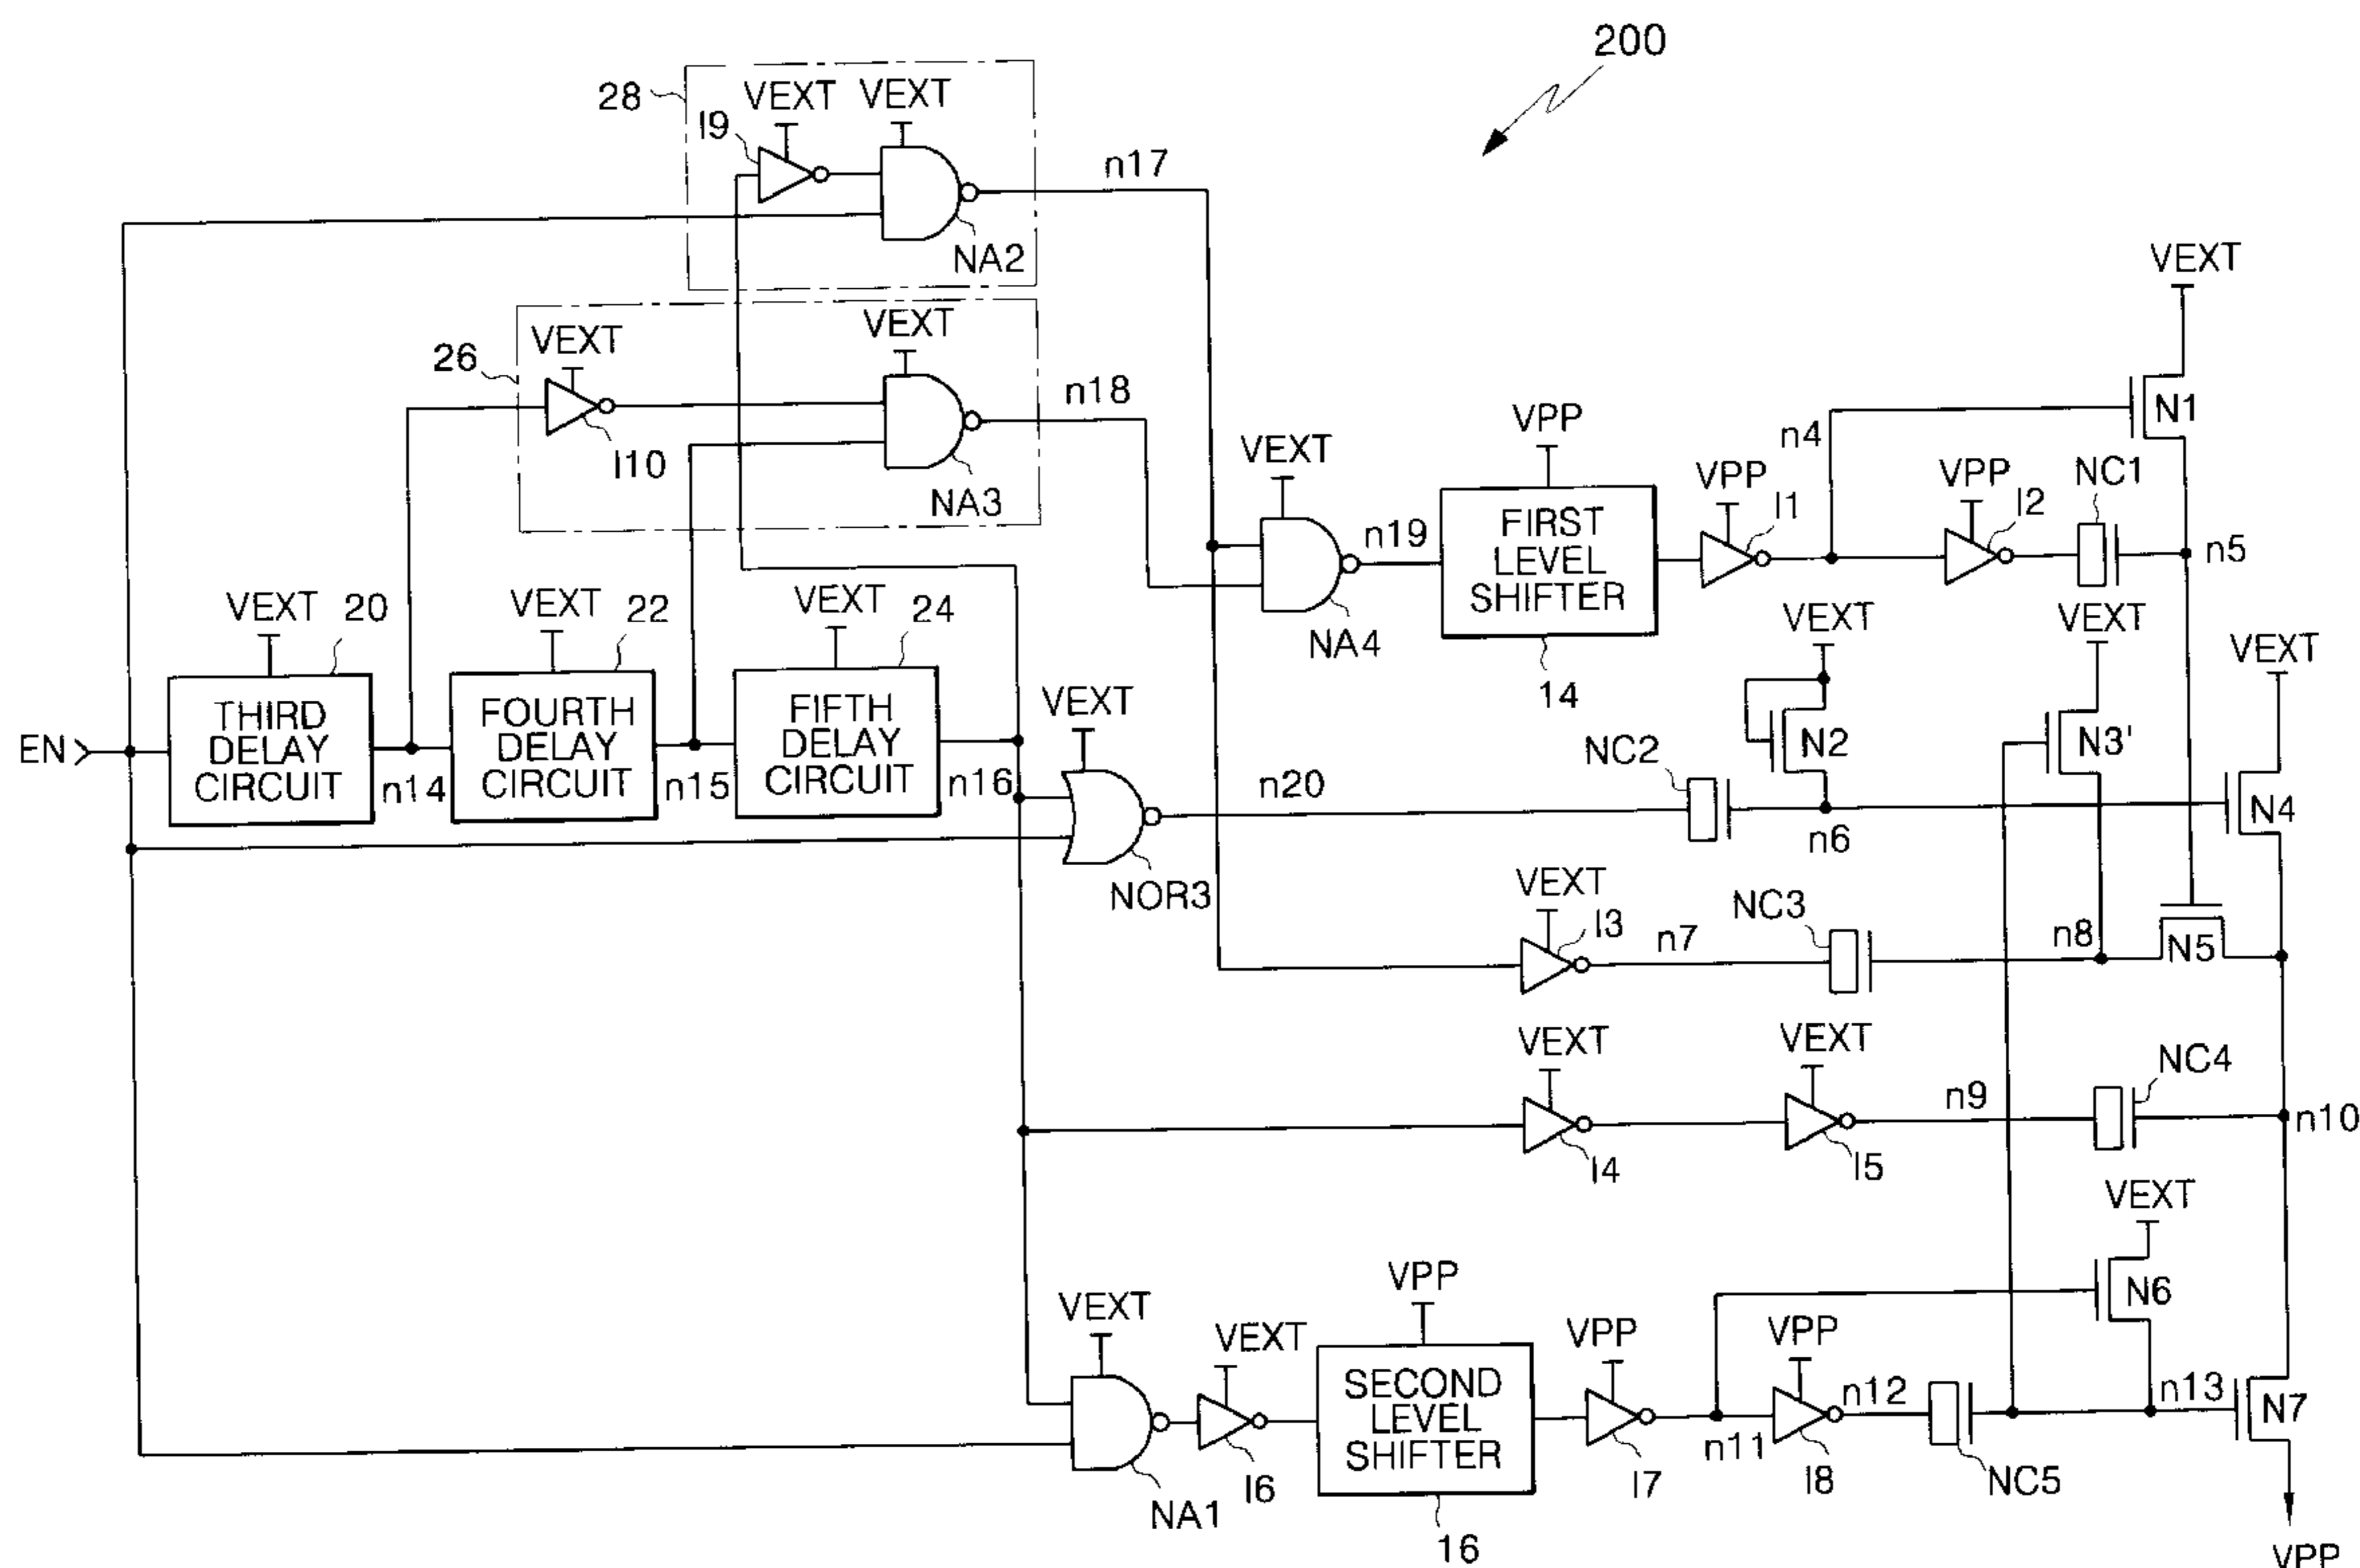 200
28
VEXT VEXT
I9
n17
NA2
VEXT
VEXT
VEXT
26
n18
I10
NA3
VEXT
VPP
n4
N1
VPP
VPP
NC1
I1
I2
n19
n5
FIRST
LEVEL
SHIFTER
NA4
14
VEXT
VEXT
VEXT
VEXT 20
VEXT 22
VEXT 24
VEXT
EN
THIRD
DELAY
CIRCUIT
n14
FOURTH
DELAY
CIRCUIT
n15
FIFTH
DELAY
CIRCUIT
n16
N2
N3'
NC2
n20
N4
n6
NOR3
VEXT
I3
n7
NC3
n8
N5
VEXT
VEXT
NC4
n9
n10
I4
I5
VEXT
VPP
N6
VEXT
VEXT
VPP
VPP
SECOND
LEVEL
SHIFTER
n12
n13
N7
n11
NA1
I6
I7
I8
NC5
16
VPP